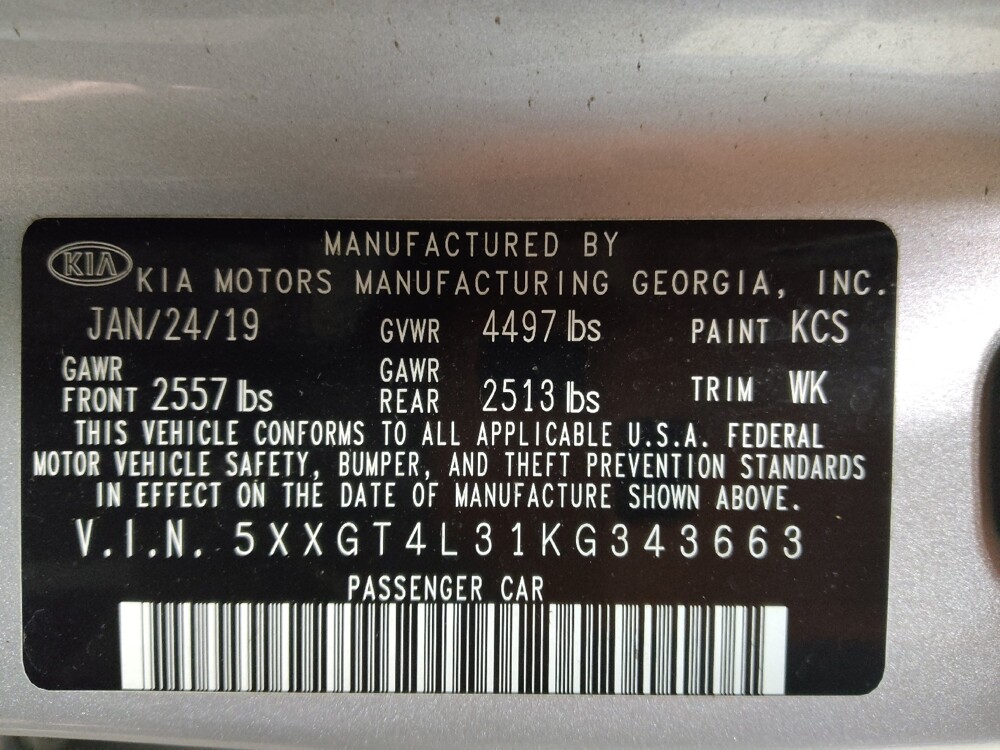 MANUFACTURED BY
KIA KIA MOTORS MANUFACTURING GEORGIA, INC.
JAN/24/19 GVWR 4497 lbs PAINT KCS
GAWR FRONT 2557 lbs GAWR REAR 2513 lbs TRIM WK
THIS VEHICLE CONFORMS TO ALL APPLICABLE U.S.A. FEDERAL
MOTOR VEHICLE SAFETY, BUMPER, AND THEFT PREVENTION STANDARDS
IN EFFECT ON THE DATE OF MANUFACTURE SHOWN ABOVE.
V.I.N. 5XXGT4L31KG343663
PASSENGER CAR